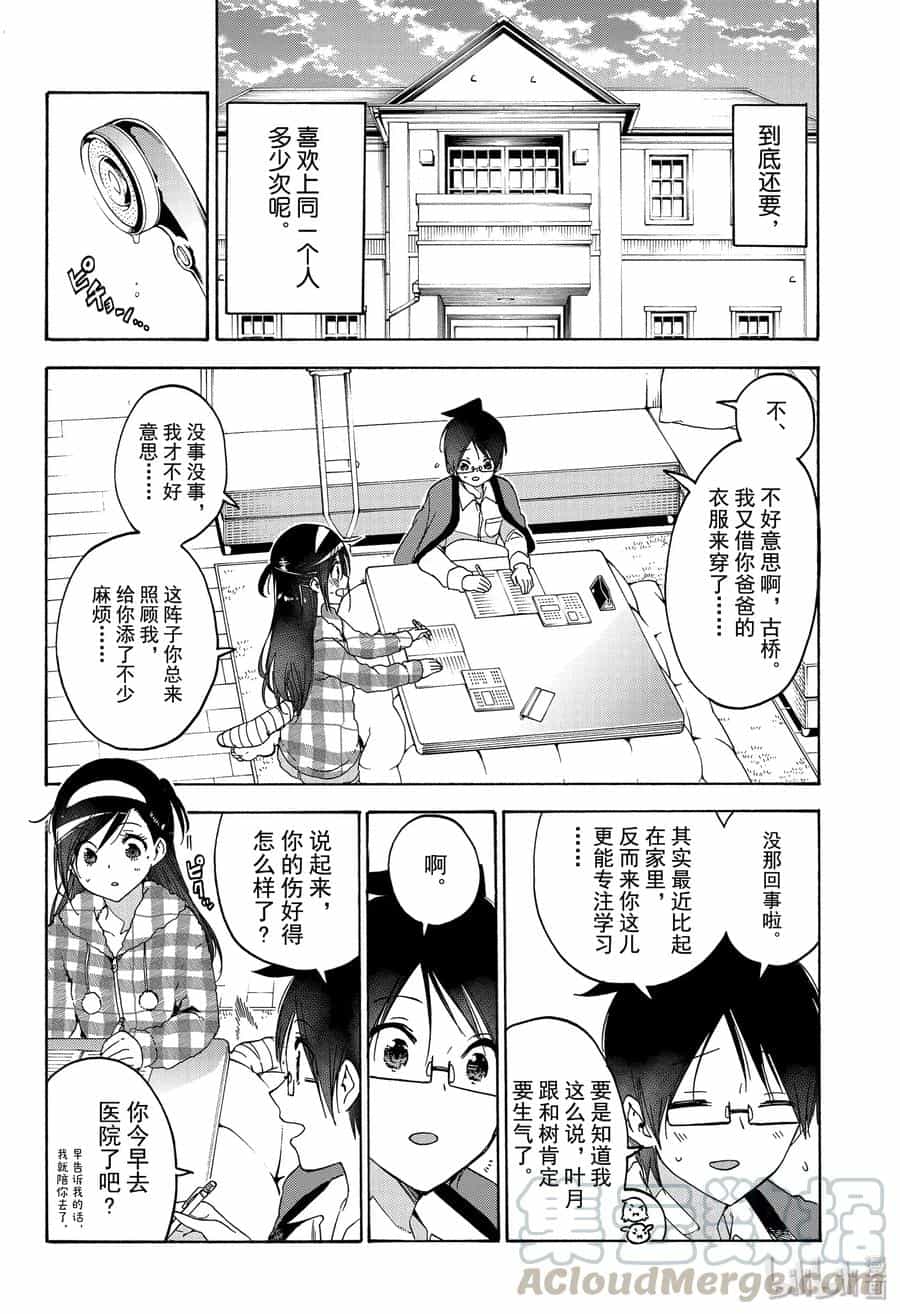 到底还要，
喜欢上同一个人
多少次呢。
ピチョン…
不、
不好意思啊，古桥。
我又借你爸爸的
衣服来穿了……
没事没事，
我才不好
意思……
这阵子你总来
照顾我，
给你添了不少
麻烦……
没那回事啦。
其实最近比起
在家里，
反而来你这儿
更能专注学习
……
要是知道我
这么说，叶月
跟和树肯定
要生气了。
啊。
说起来，
你的伤好得
怎么样了？
ピク…
你今早去
医院了吧？
早告诉我的话，
我就陪你去了。
集云数据
ACloudMerge.com